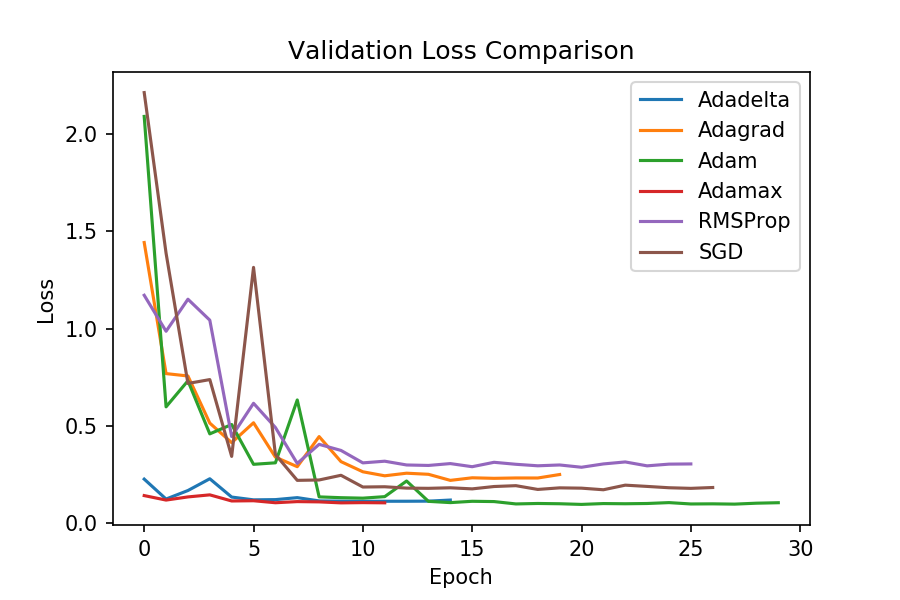 Validation Loss Comparison
Adadelta
Adagrad
Adam
Adamax
RMSProp
SGD
2.0
1.5
1.0
0.5
0.0
Loss
0 5 10 15 20 25 30
Epoch